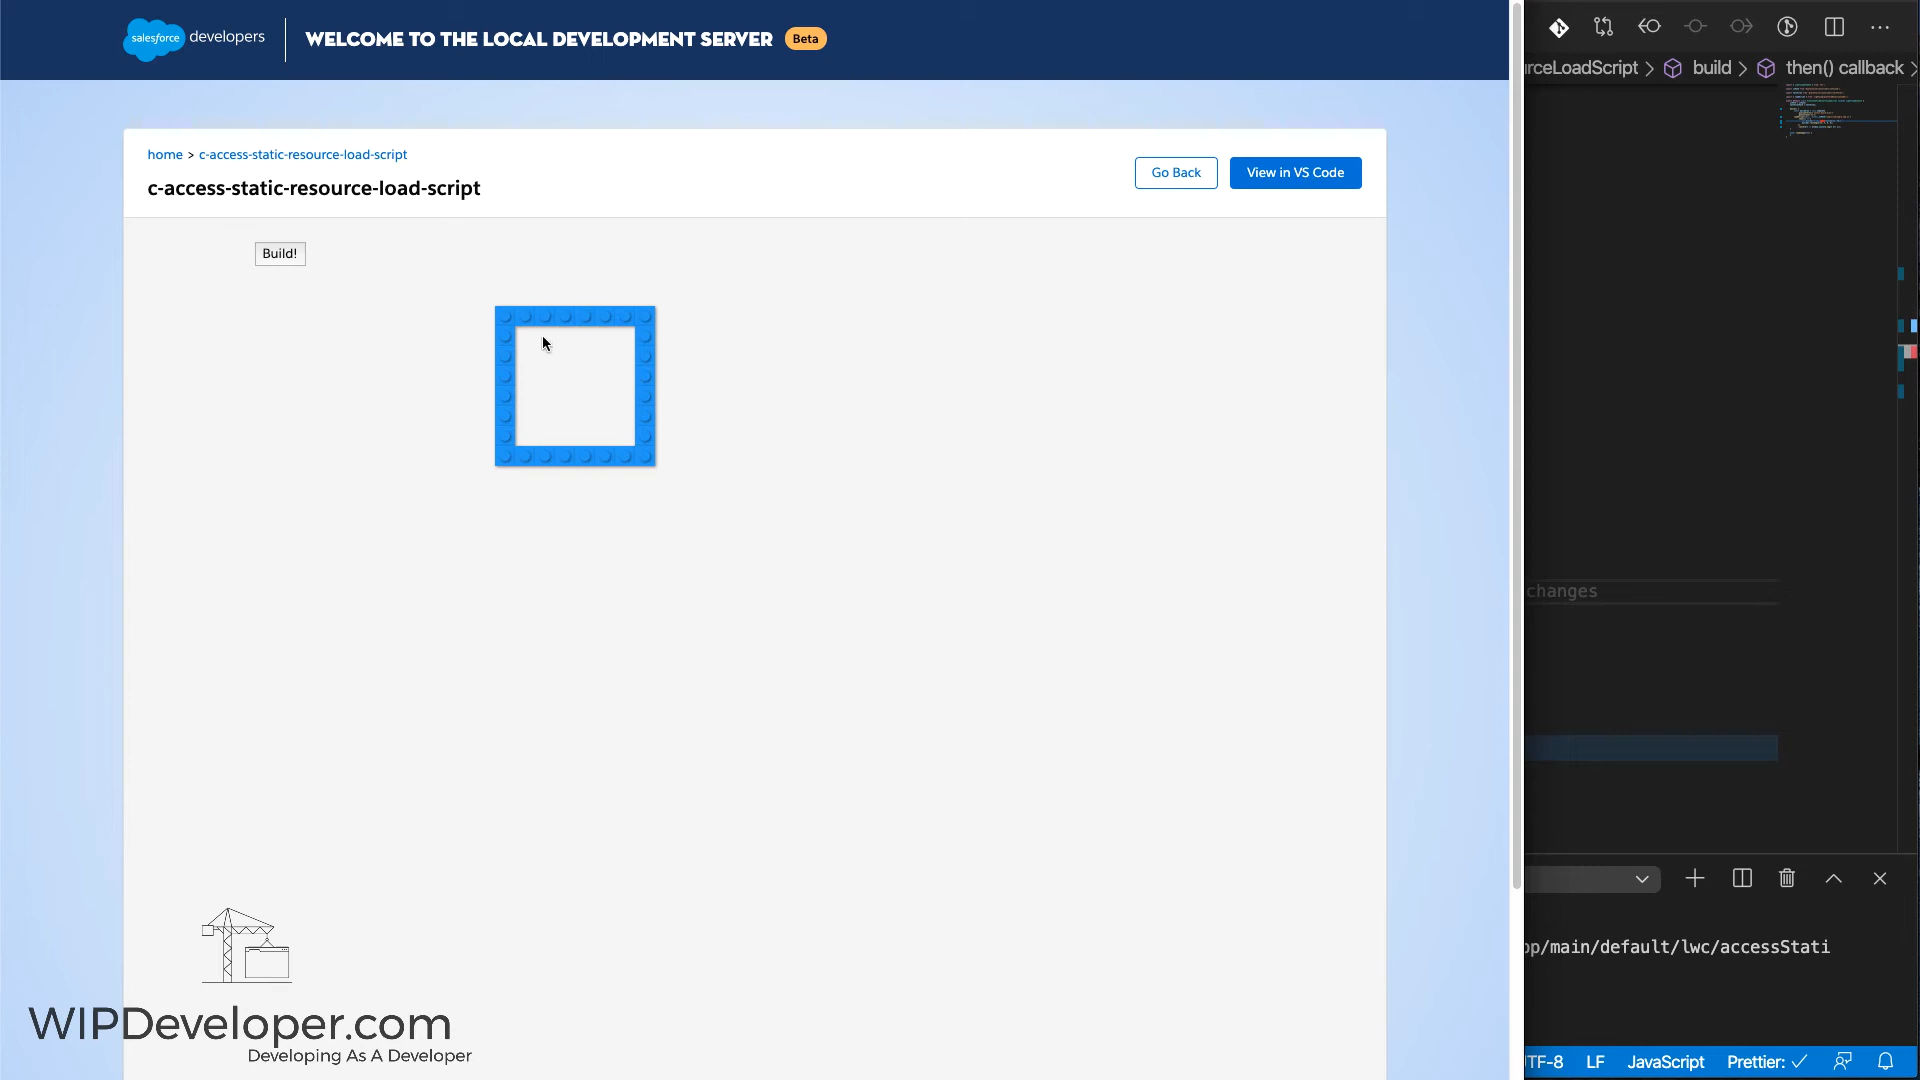 salesforce developers
WELCOME TO THE LOCAL DEVELOPMENT SERVER Beta
rceLoadScript > build > then() callback >
home > c-access-static-resource-load-script
c-access-static-resource-load-script
Go Back
View in VS Code
Build!
changes
pp/main/default/lwc/accessStati
WIPDeveloper.com
Developing As A Developer
TF-8 LF JavaScript Prettier: ✓